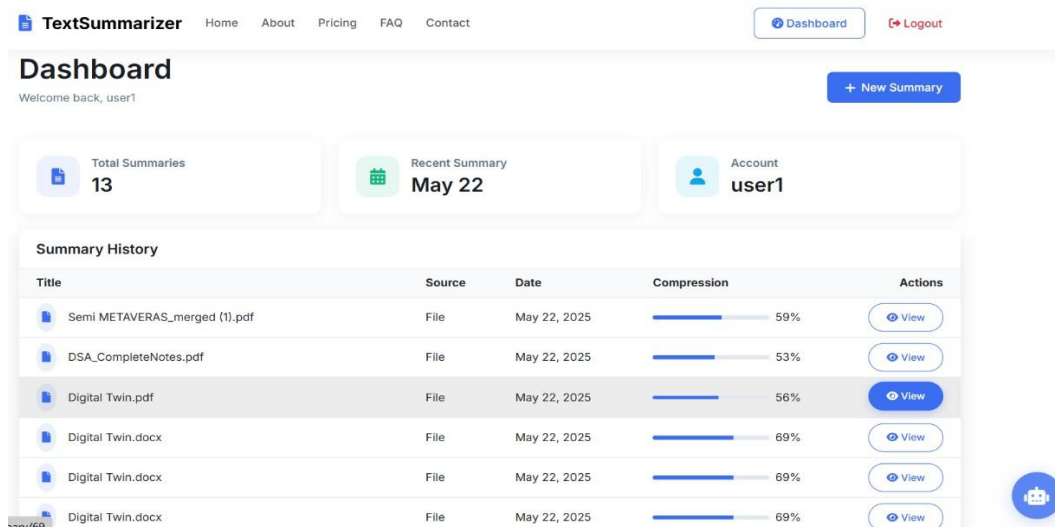 TextSummarizer Home About Pricing FAQ Contact Dashboard Logout
Dashboard
Welcome back, user1
+ New Summary
Total Summaries
13
Recent Summary
May 22
Account
user1
Summary History
Title Source Date Compression Actions
Semi METAVERAS_merged (1).pdf File May 22, 2025 59% View
DSA_CompleteNotes.pdf File May 22, 2025 53% View
Digital Twin.pdf File May 22, 2025 56% View
Digital Twin.docx File May 22, 2025 69% View
Digital Twin.docx File May 22, 2025 69% View
Digital Twin.docx File May 22, 2025 69% View